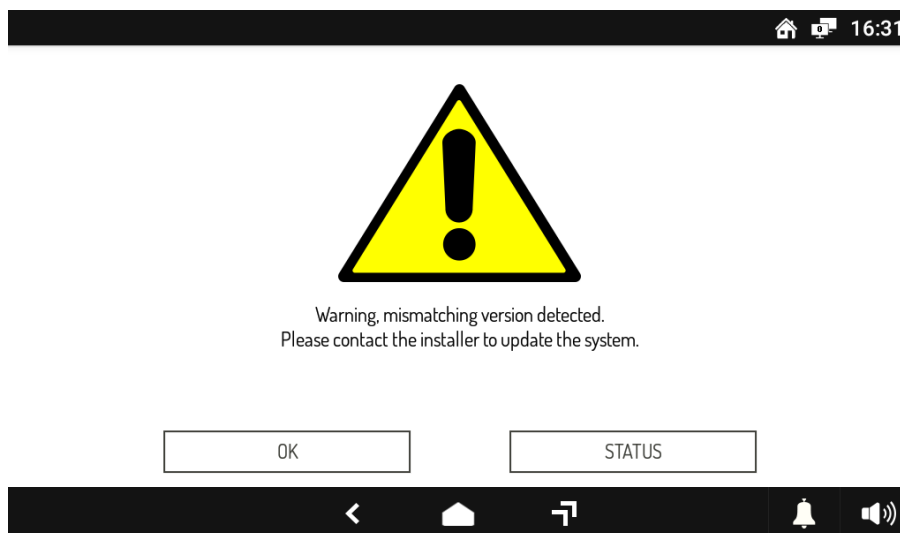 16:31
Warning, mismatching version detected.
Please contact the installer to update the system.
OK
STATUS